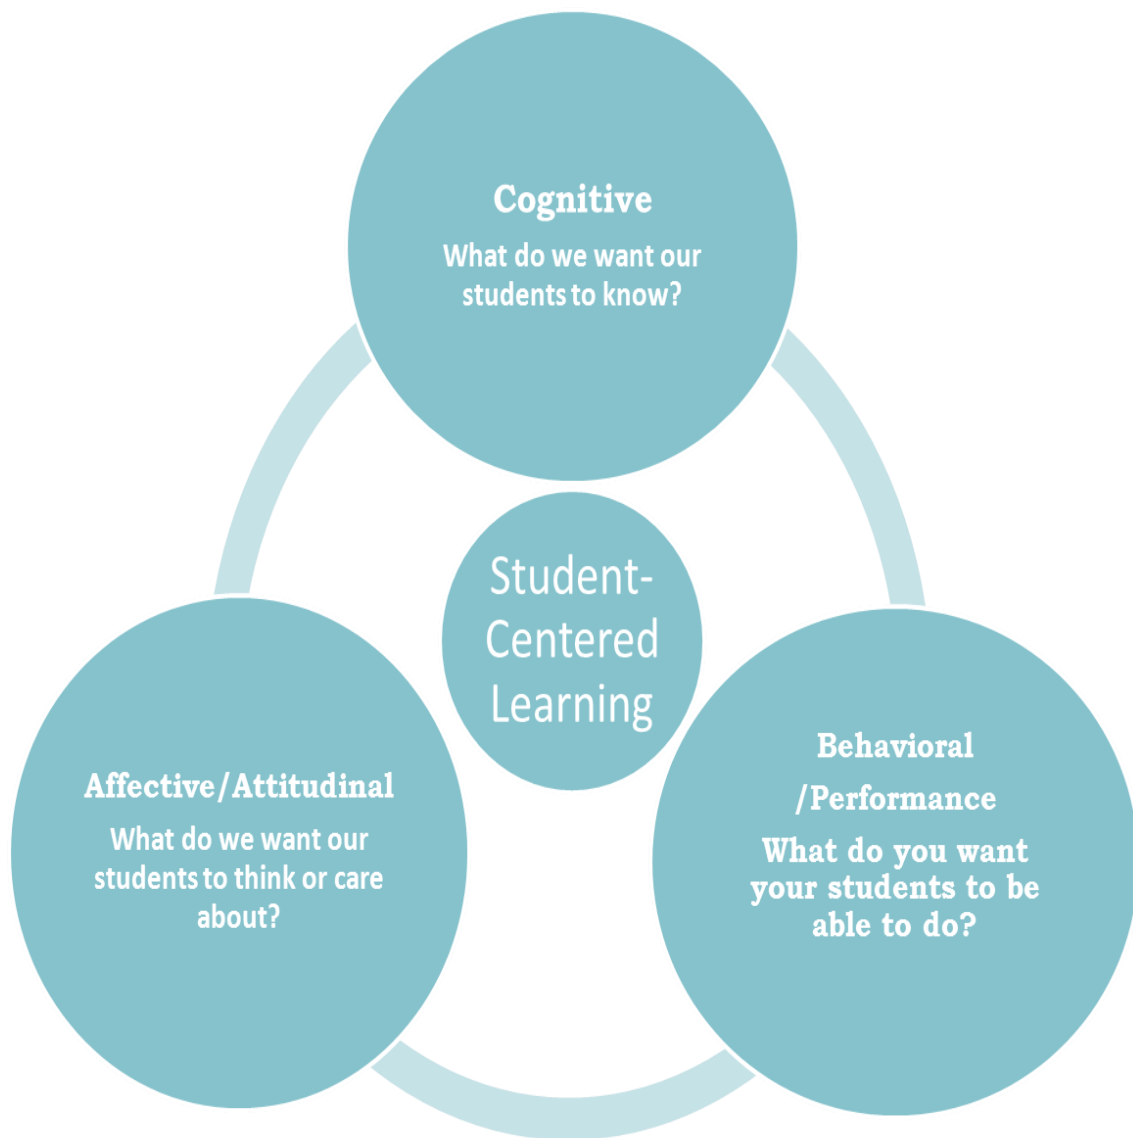 Cognitive
What do we want our
students to know?
Student-
Centered
Learning
Affective/Attitudinal
What do we want our
students to think or care
about?
Behavioral
/Performance
What do you want
your students to be
able to do?